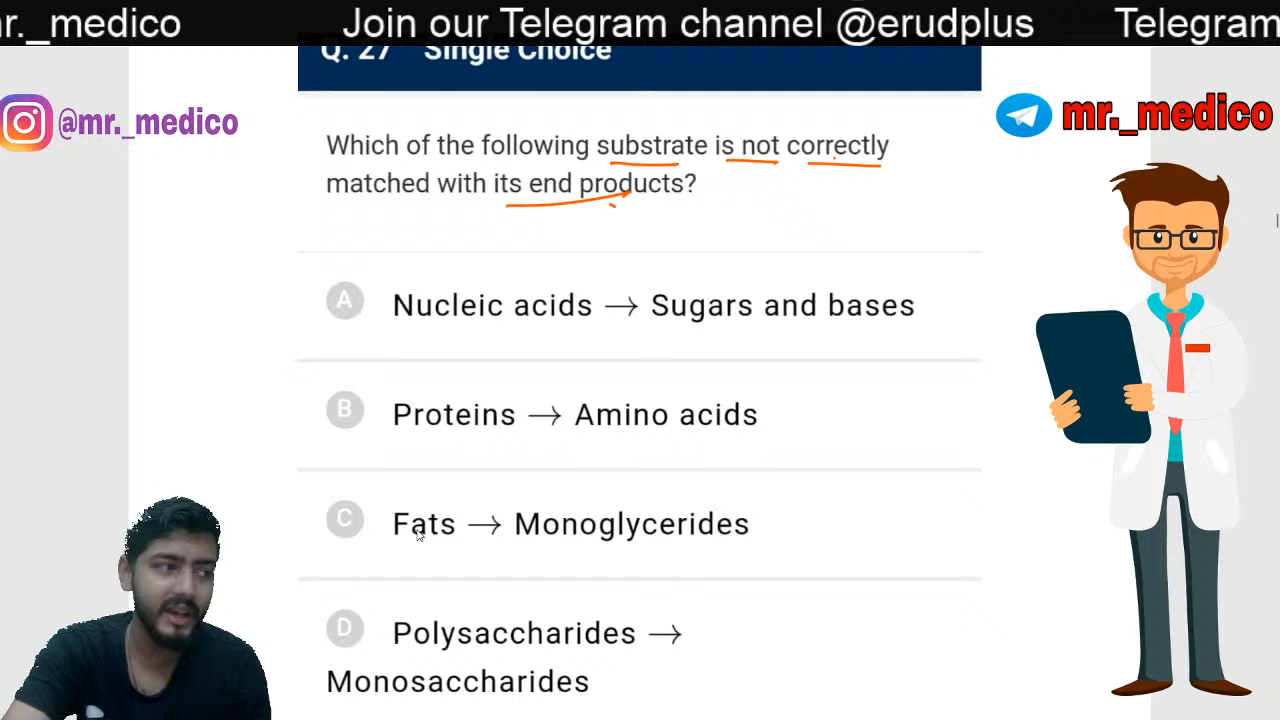 r._medico Join our Telegram channel @erudplus Telegram
Q. 27 Single Choice
@mr._medico
mr._medico
Which of the following substrate is not correctly
matched with its end products?
A Nucleic acids → Sugars and bases
B Proteins → Amino acids
C Fats → Monoglycerides
D Polysaccharides →
Monosaccharides